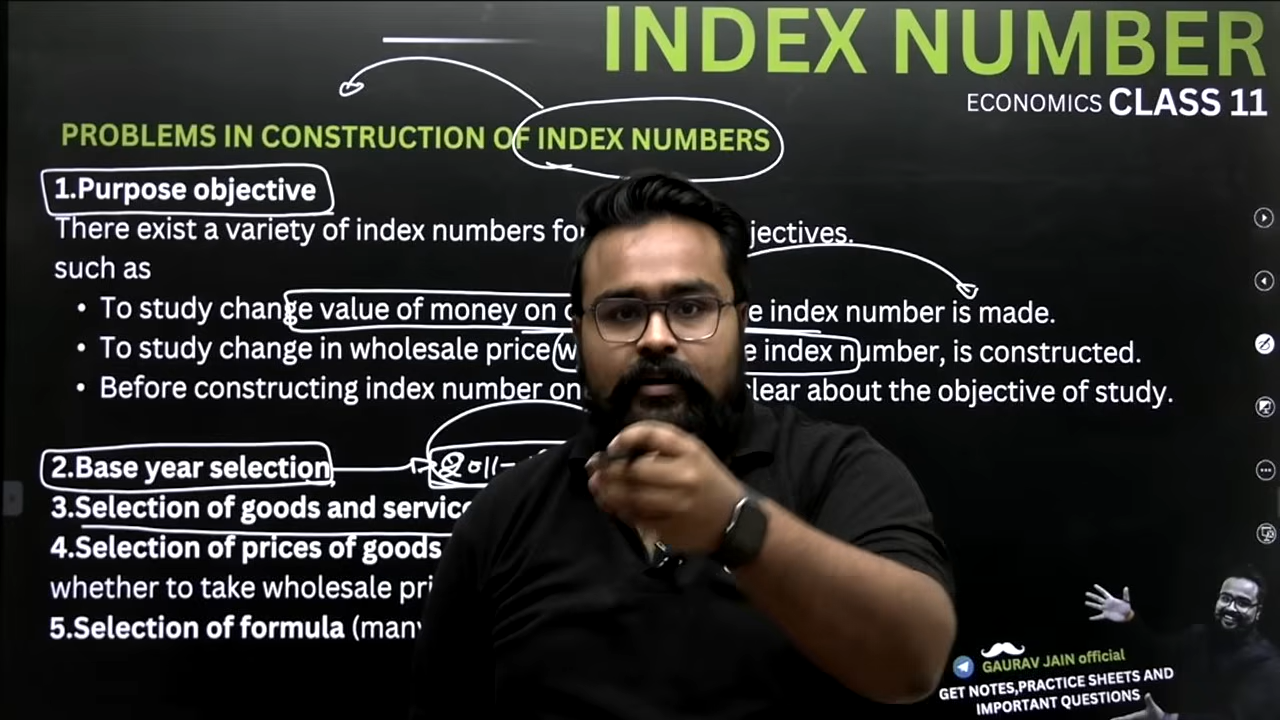 INDEX NUMBER
ECONOMICS CLASS 11
PROBLEMS IN CONSTRUCTION OF INDEX NUMBERS
1.Purpose objective
There exist a variety of index numbers jectives.
such as
• To study change value of money on e index number is made.
• To study change in wholesale price e index number, is constructed.
• Before constructing index number on clear about the objective of study.
2.Base year selection
3.Selection of goods and servic
4.Selection of prices of goods
whether to take wholesale pri
5.Selection of formula (many
GAURAV JAIN official
GET NOTES,PRACTICE SHEETS AND
IMPORTANT QUESTIONS